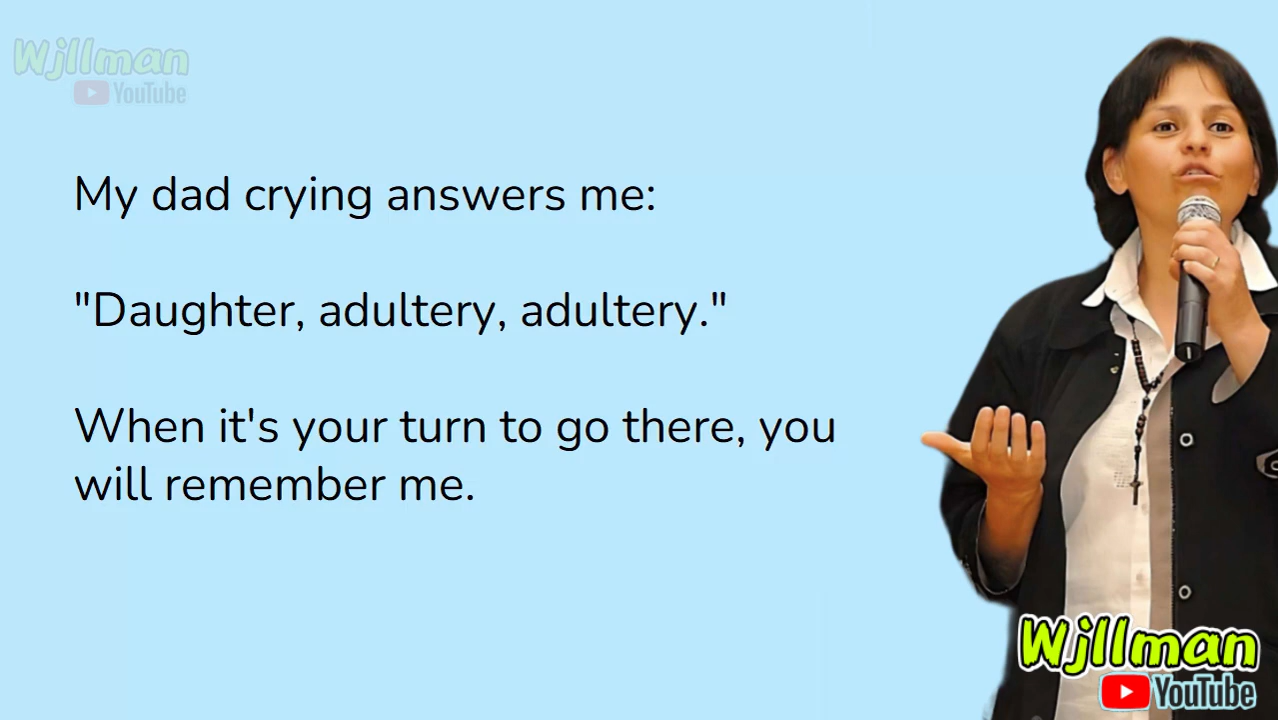 Wjllman
YouTube
My dad crying answers me:
"Daughter, adultery, adultery."
When it's your turn to go there, you
will remember me.
Wjllman
YouTube